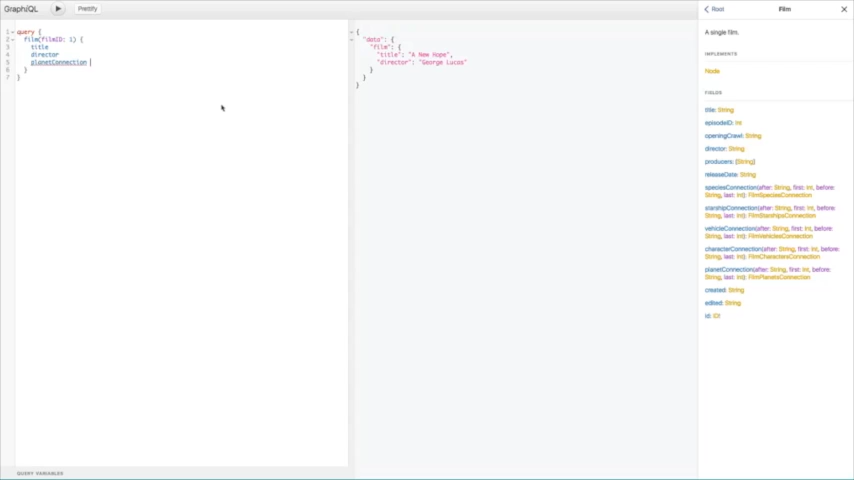 GraphiQL
Prettify
Root
Film
1 query {
2 film(filmID: 1) {
3 title
4 director
5 planetConnection
6 }
7 }
{
"data": {
"film": {
"title": "A New Hope",
"director": "George Lucas"
}
}
}
QUERY VARIABLES
A single film.
IMPLEMENTS
Node
FIELDS
title: String
episodeID: Int
openingCrawl: String
director: String
producers: [String]
releaseDate: String
speciesConnection(after: String, first: Int, before:
String, last: Int): FilmSpeciesConnection
starshipConnection(after: String, first: Int, before:
String, last: Int): FilmStarshipsConnection
vehicleConnection(after: String, first: Int, before:
String, last: Int): FilmVehiclesConnection
characterConnection(after: String, first: Int, before:
String, last: Int): FilmCharactersConnection
planetConnection(after: String, first: Int, before:
String, last: Int): FilmPlanetsConnection
created: String
edited: String
id: ID!